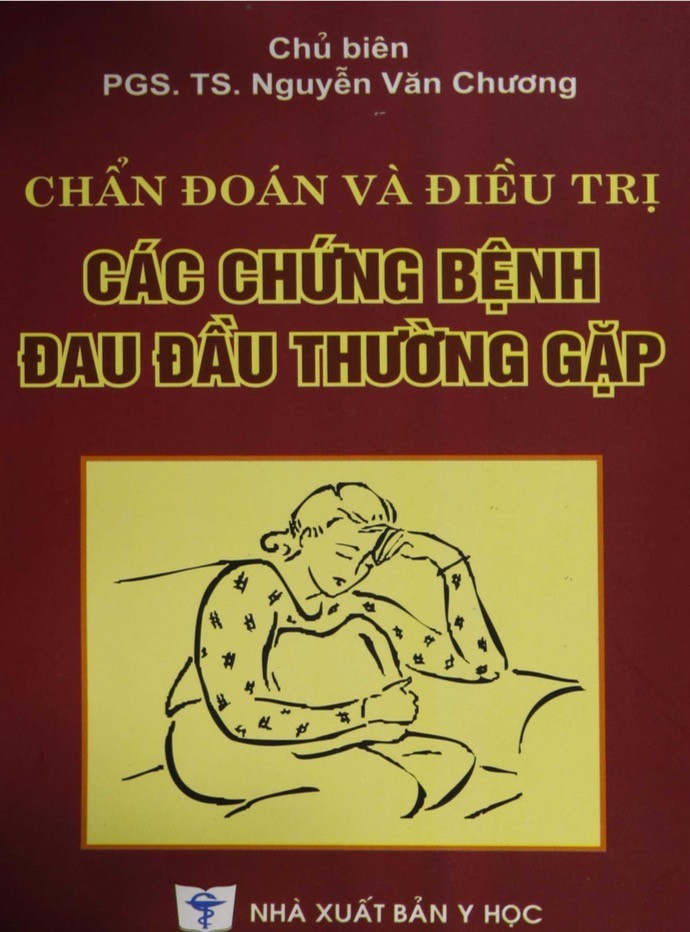 Chủ biên
PGS. TS. Nguyễn Văn Chương
CHẨN ĐOÁN VÀ ĐIỀU TRỊ
CÁC CHỨNG BỆNH
ĐAU ĐẦU THƯỜNG GẶP
NHÀ XUẤT BẢN Y HỌC